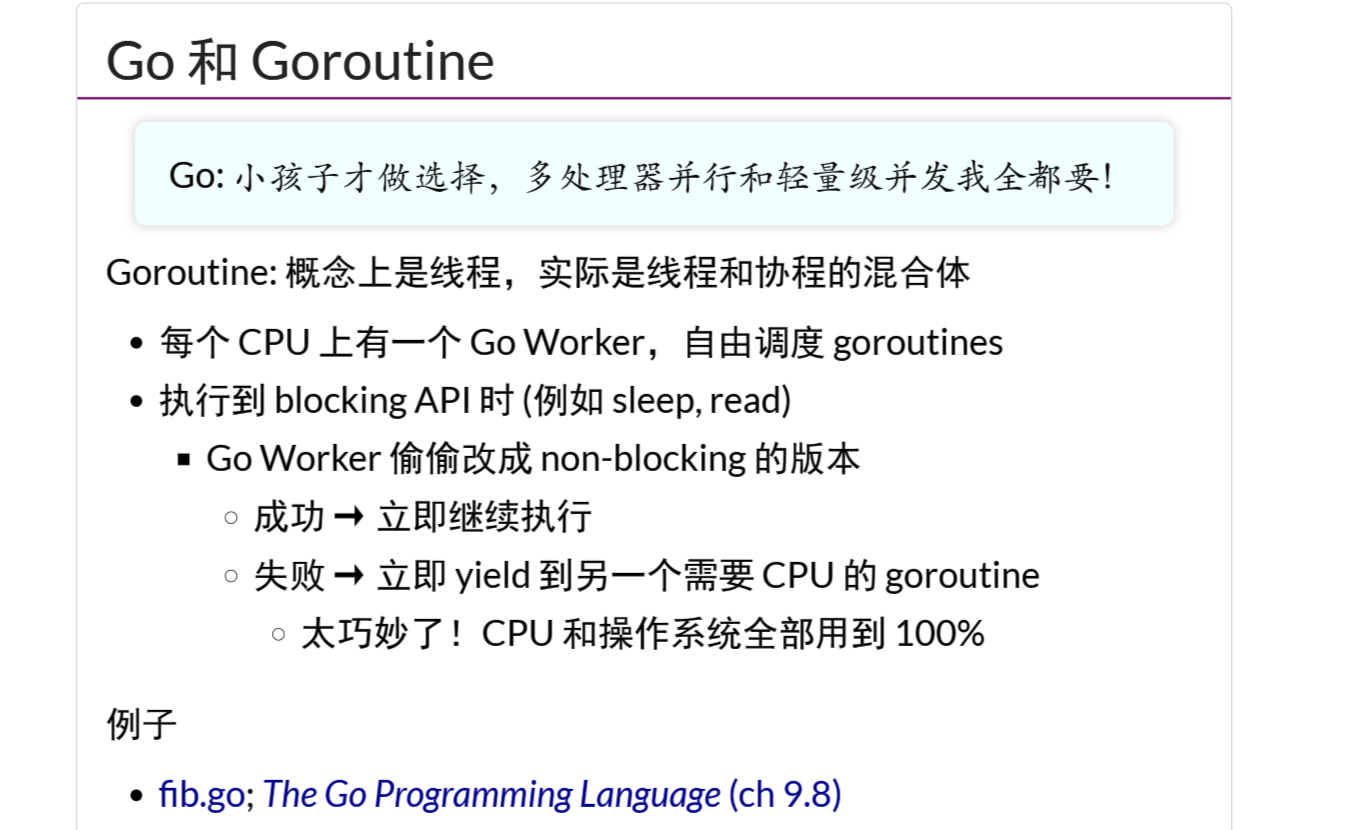 Go 和 Goroutine
Go: 小孩子才做选择，多处理器并行和轻量级并发我全都要！
Goroutine: 概念上是线程，实际是线程和协程的混合体
每个 CPU 上有一个 Go Worker，自由调度 goroutines
执行到 blocking API 时 (例如 sleep, read)
Go Worker 偷偷改成 non-blocking 的版本
成功 → 立即继续执行
失败 → 立即 yield 到另一个需要 CPU 的 goroutine
太巧妙了！CPU 和操作系统全部用到 100%
例子
fib.go; The Go Programming Language (ch 9.8)